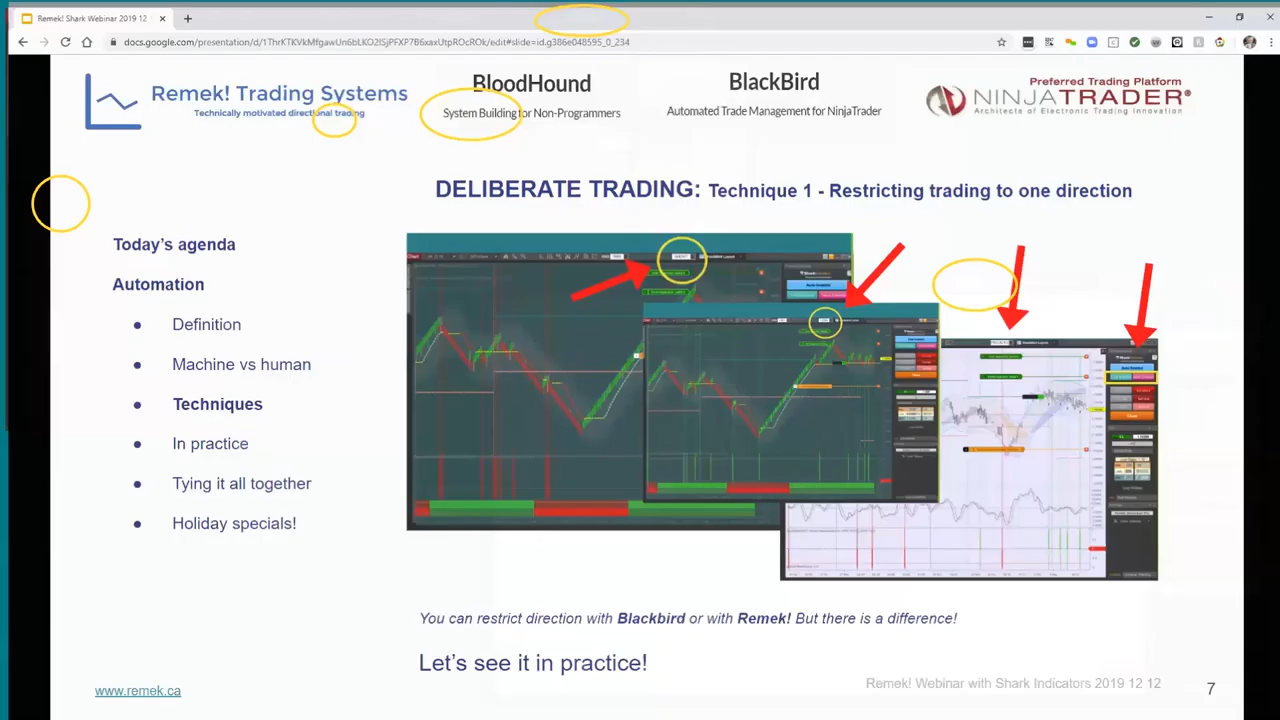 Remek! Shark Webinar 2019 12
docs.google.com/presentation/d/1ThrKTKVkMfgawUn6bLKO2ISjPFXP7B6xaxUtpROcROk/edit#slide=id.g386e048595_0_234
Remek! Trading Systems
Technically motivated directional trading
BloodHound
System Building for Non-Programmers
BlackBird
Automated Trade Management for NinjaTrader
Preferred Trading Platform
NINJATRADER®
Architects of Electronic Trading Innovation
DELIBERATE TRADING: Technique 1 - Restricting trading to one direction
Today's agenda
Automation
● Definition
● Machine vs human
● Techniques
● In practice
● Tying it all together
● Holiday specials!
You can restrict direction with Blackbird or with Remek! But there is a difference!
Let's see it in practice!
www.remek.ca
Remek! Webinar with Shark Indicators 2019 12 12
7